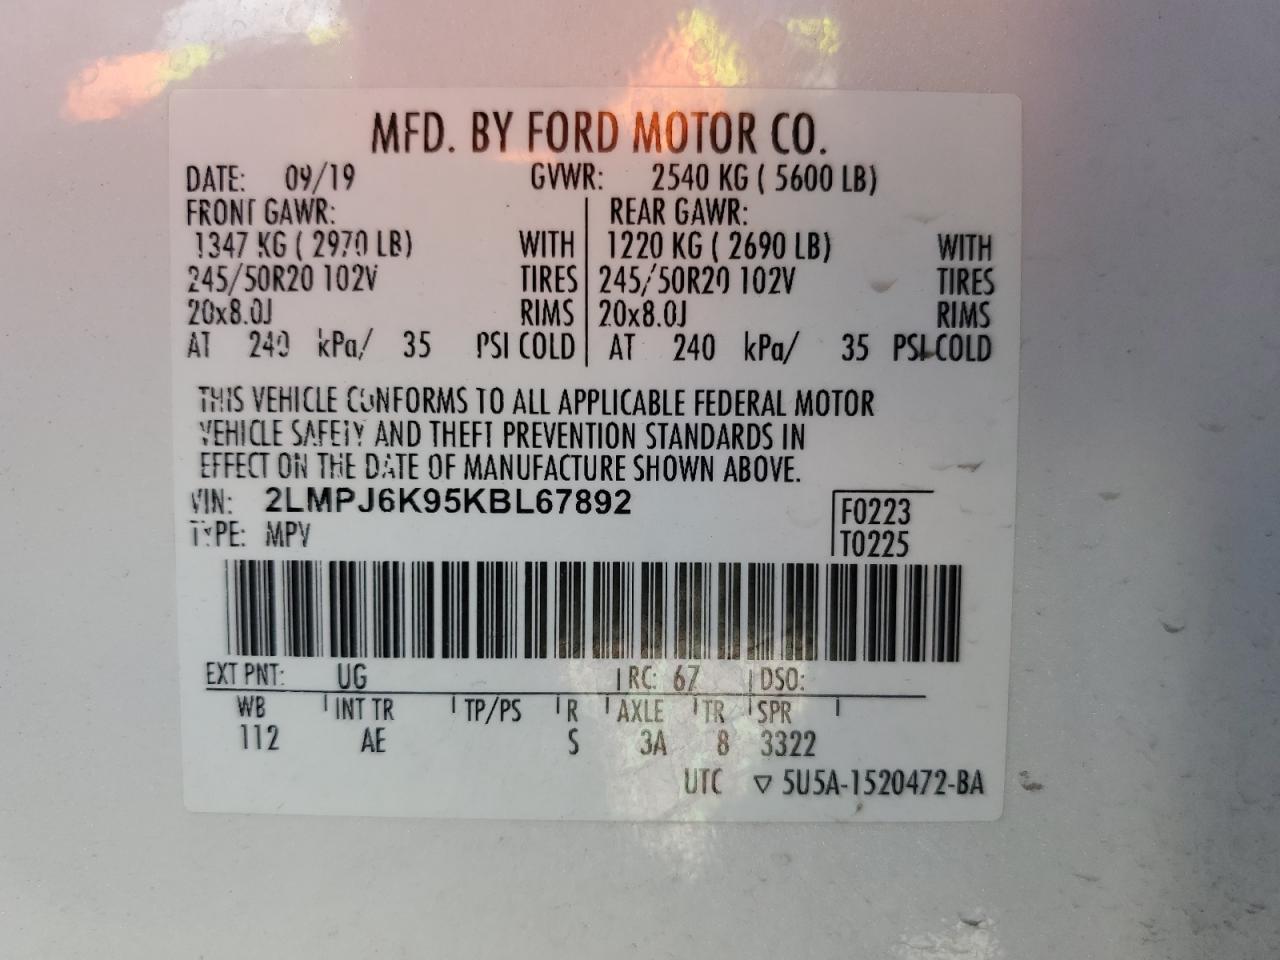 MFD. BY FORD MOTOR CO.
DATE: 09/19 GVWR: 2540 KG ( 5600 LB)
FRONT GAWR: REAR GAWR:
1347 KG ( 2970 LB) WITH 1220 KG ( 2690 LB) WITH
245/50R20 102V TIRES 245/50R20 102V TIRES
20x8.0J RIMS 20x8.0J RIMS
AT 240 kPa/ 35 PSI COLD AT 240 kPa/ 35 PSI COLD
THIS VEHICLE CONFORMS TO ALL APPLICABLE FEDERAL MOTOR
VEHICLE SAFETY AND THEFT PREVENTION STANDARDS IN
EFFECT ON THE DATE OF MANUFACTURE SHOWN ABOVE.
VIN: 2LMPJ6K95KBL67892
F0223
TYPE: MPV
T0225
EXT PNT: UG RC: 67 DSO:
WB INT TR TP/PS R AXLE TR SPR
112 AE S 3A 8 3322
UTC ▽ 5U5A-1520472-BA